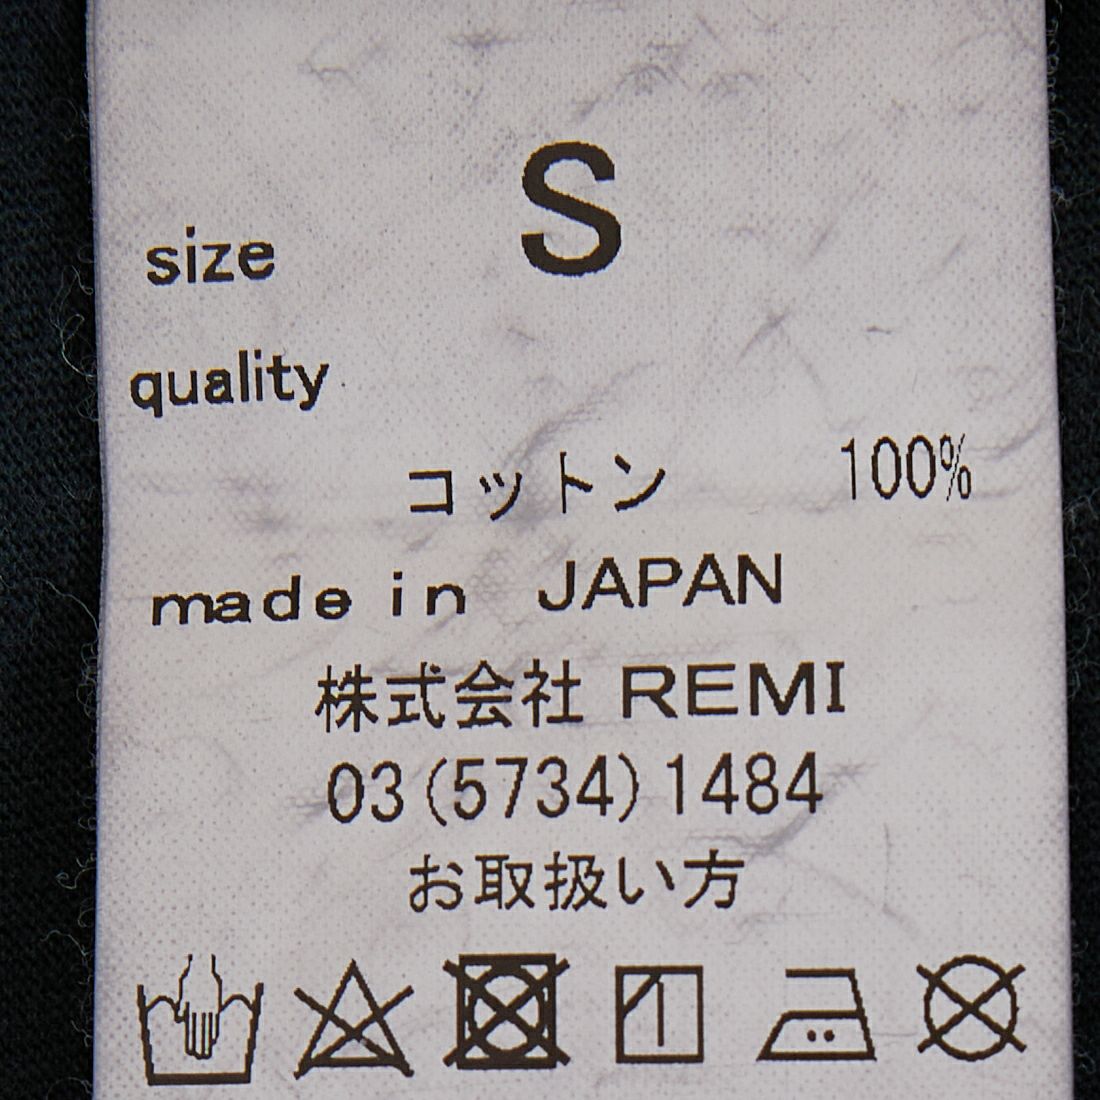 S
size
quality
コットン 100%
made in JAPAN
株式会社 REMI
03(5734)1484
お取扱い方